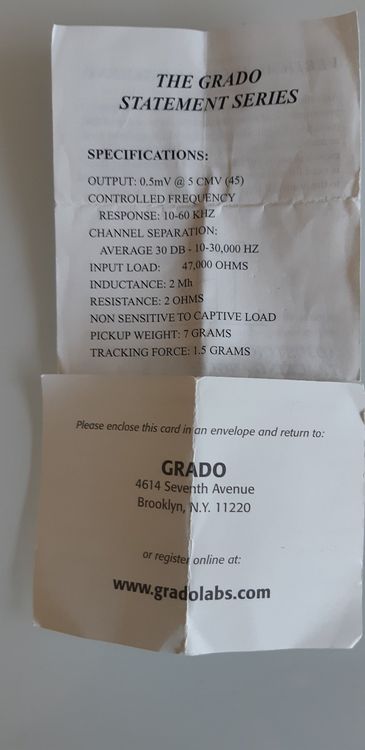 THE GRADO
STATEMENT SERIES
SPECIFICATIONS:
OUTPUT: 0.5mV @ 5 CMV (45)
CONTROLLED FREQUENCY
RESPONSE: 10-60 KHZ
CHANNEL SEPARATION:
AVERAGE 30 DB - 10-30,000 HZ
INPUT LOAD: 47,000 OHMS
INDUCTANCE: 2 Mh
RESISTANCE: 2 OHMS
NON SENSITIVE TO CAPTIVE LOAD
PICKUP WEIGHT: 7 GRAMS
TRACKING FORCE: 1.5 GRAMS
Please enclose this card in an envelope and return to:
GRADO
4614 Seventh Avenue
Brooklyn, N.Y. 11220
or register online at:
www.gradolabs.com